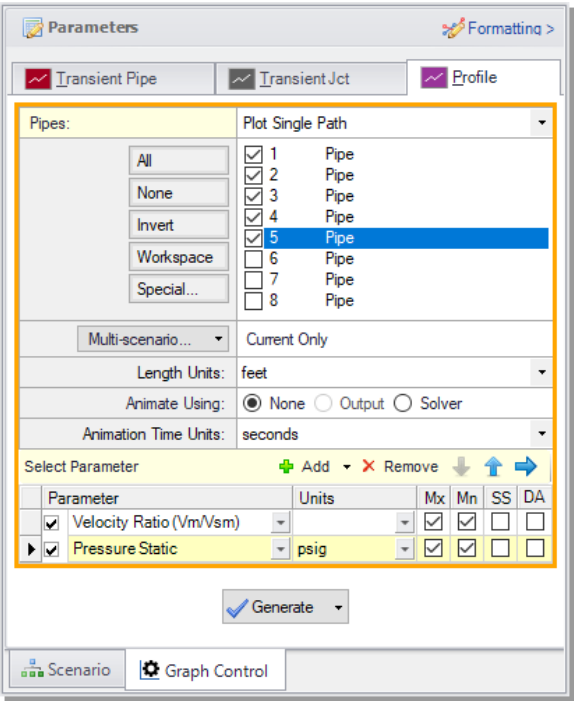 Parameters
Formatting >
Transient Pipe
Transient Jct
Profile
Pipes:
Plot Single Path
All
None
Invert
Workspace
Special...
1 Pipe
2 Pipe
3 Pipe
4 Pipe
5 Pipe
6 Pipe
7 Pipe
8 Pipe
Multi-scenario...
Current Only
Length Units:
feet
Animate Using:
None Output Solver
Animation Time Units:
seconds
Select Parameter
Add
Remove
Parameter Units Mx Mn SS DA
Velocity Ratio (Vm/Vsm)
Pressure Static psig
Generate
Scenario
Graph Control